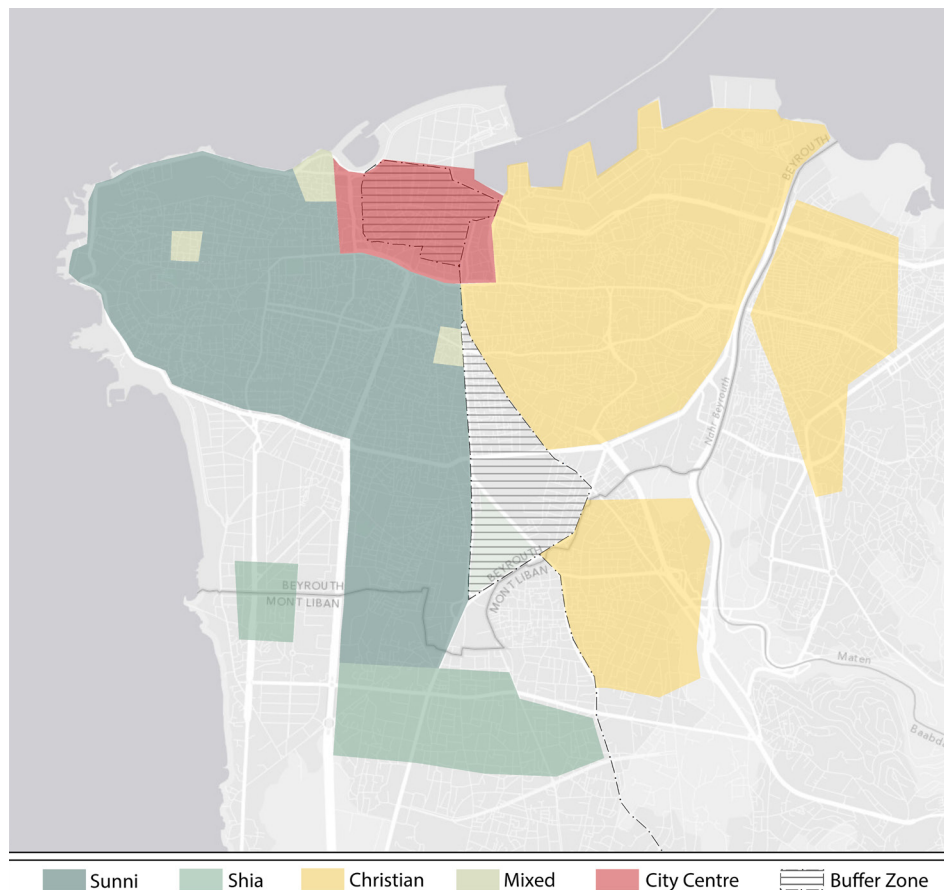 BEYROUTH
Nahr Beyrouth
BEYROUTH
MONT LIBAN
BEYROUTH
MONT LIBAN
Maten
Sunni
Shia
Christian
Mixed
City Centre
Buffer Zone